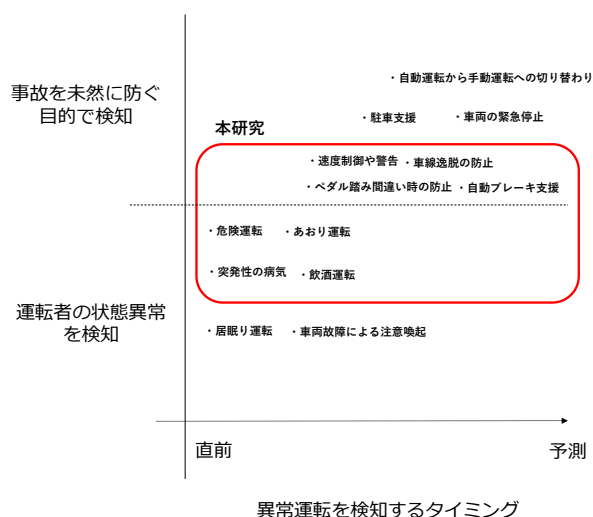 ・自動運転から手動運転への切り替わり
事故を未然に防ぐ
目的で検知
・駐車支援 ・車両の緊急停止
本研究
・速度制御や警告 ・車線逸脱の防止
・ペダル踏み間違い時の防止 ・自動ブレーキ支援
・危険運転 ・あおり運転
・突発性の病気 ・飲酒運転
運転者の状態異常
を検知
・居眠り運転 ・車両故障による注意喚起
直前 予測
異常運転を検知するタイミング